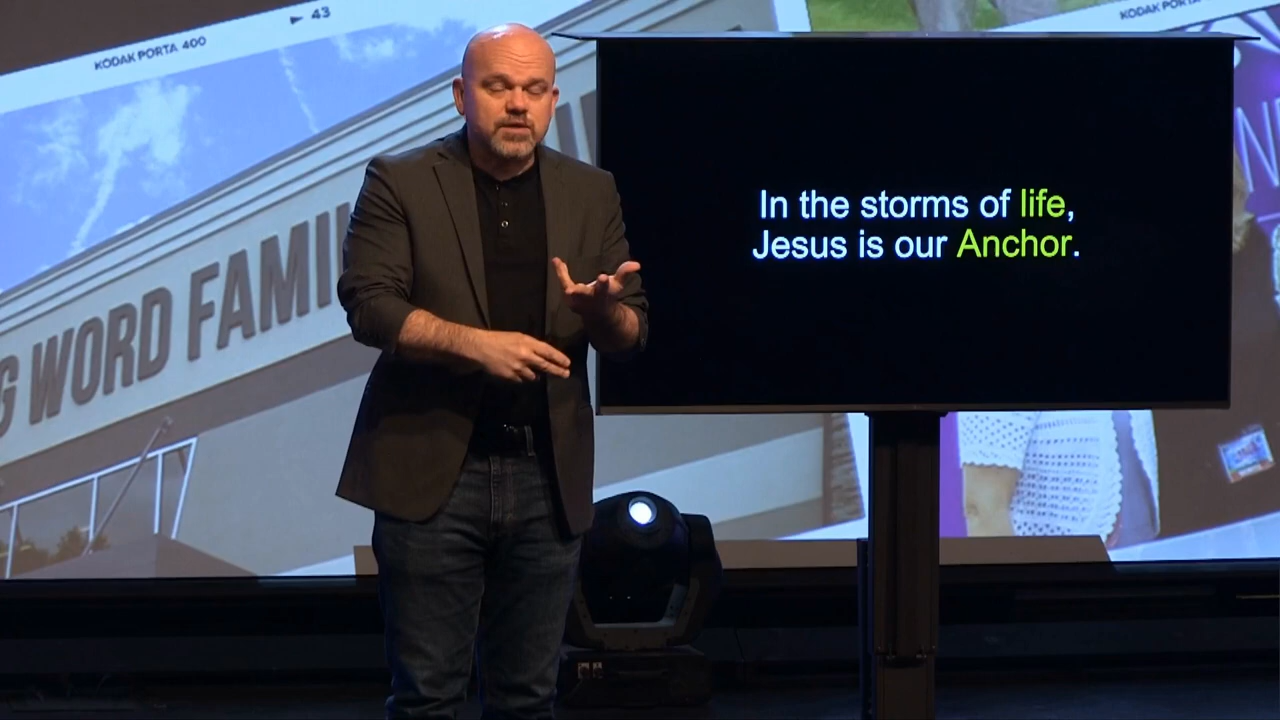 KODAK PORTA 400
43
KODAK PORTA
G WORD FAMI
In the storms of life,
Jesus is our Anchor.